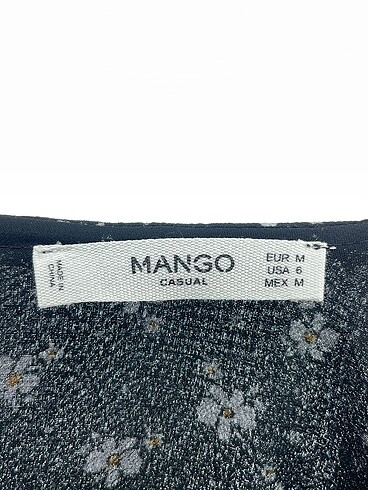 MADE IN
CHINA
MANGO
CASUAL
EUR M
USA 6
MEX M